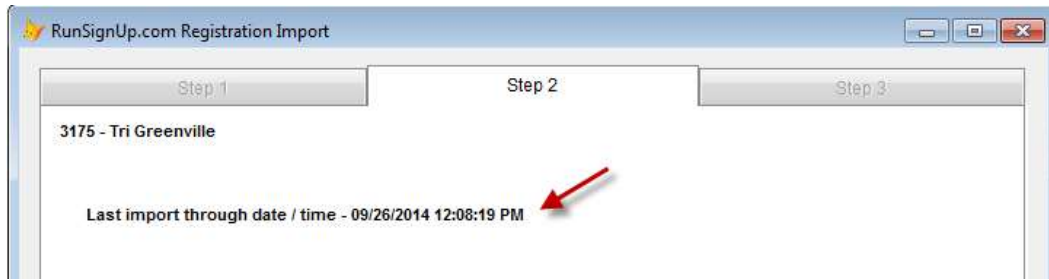 RunSignUp.com Registration Import
Step 1 Step 2 Step 3
3175 - Tri Greenville
Last import through date / time - 09/26/2014 12:08:19 PM